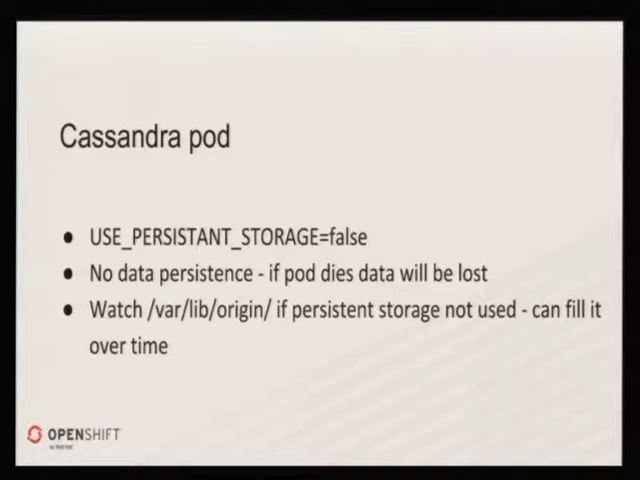 Cassandra pod
● USE_PERSISTANT_STORAGE=false
● No data persistence - if pod dies data will be lost
● Watch /var/lib/origin/ if persistent storage not used - can fill it
over time
OPENSHIFT